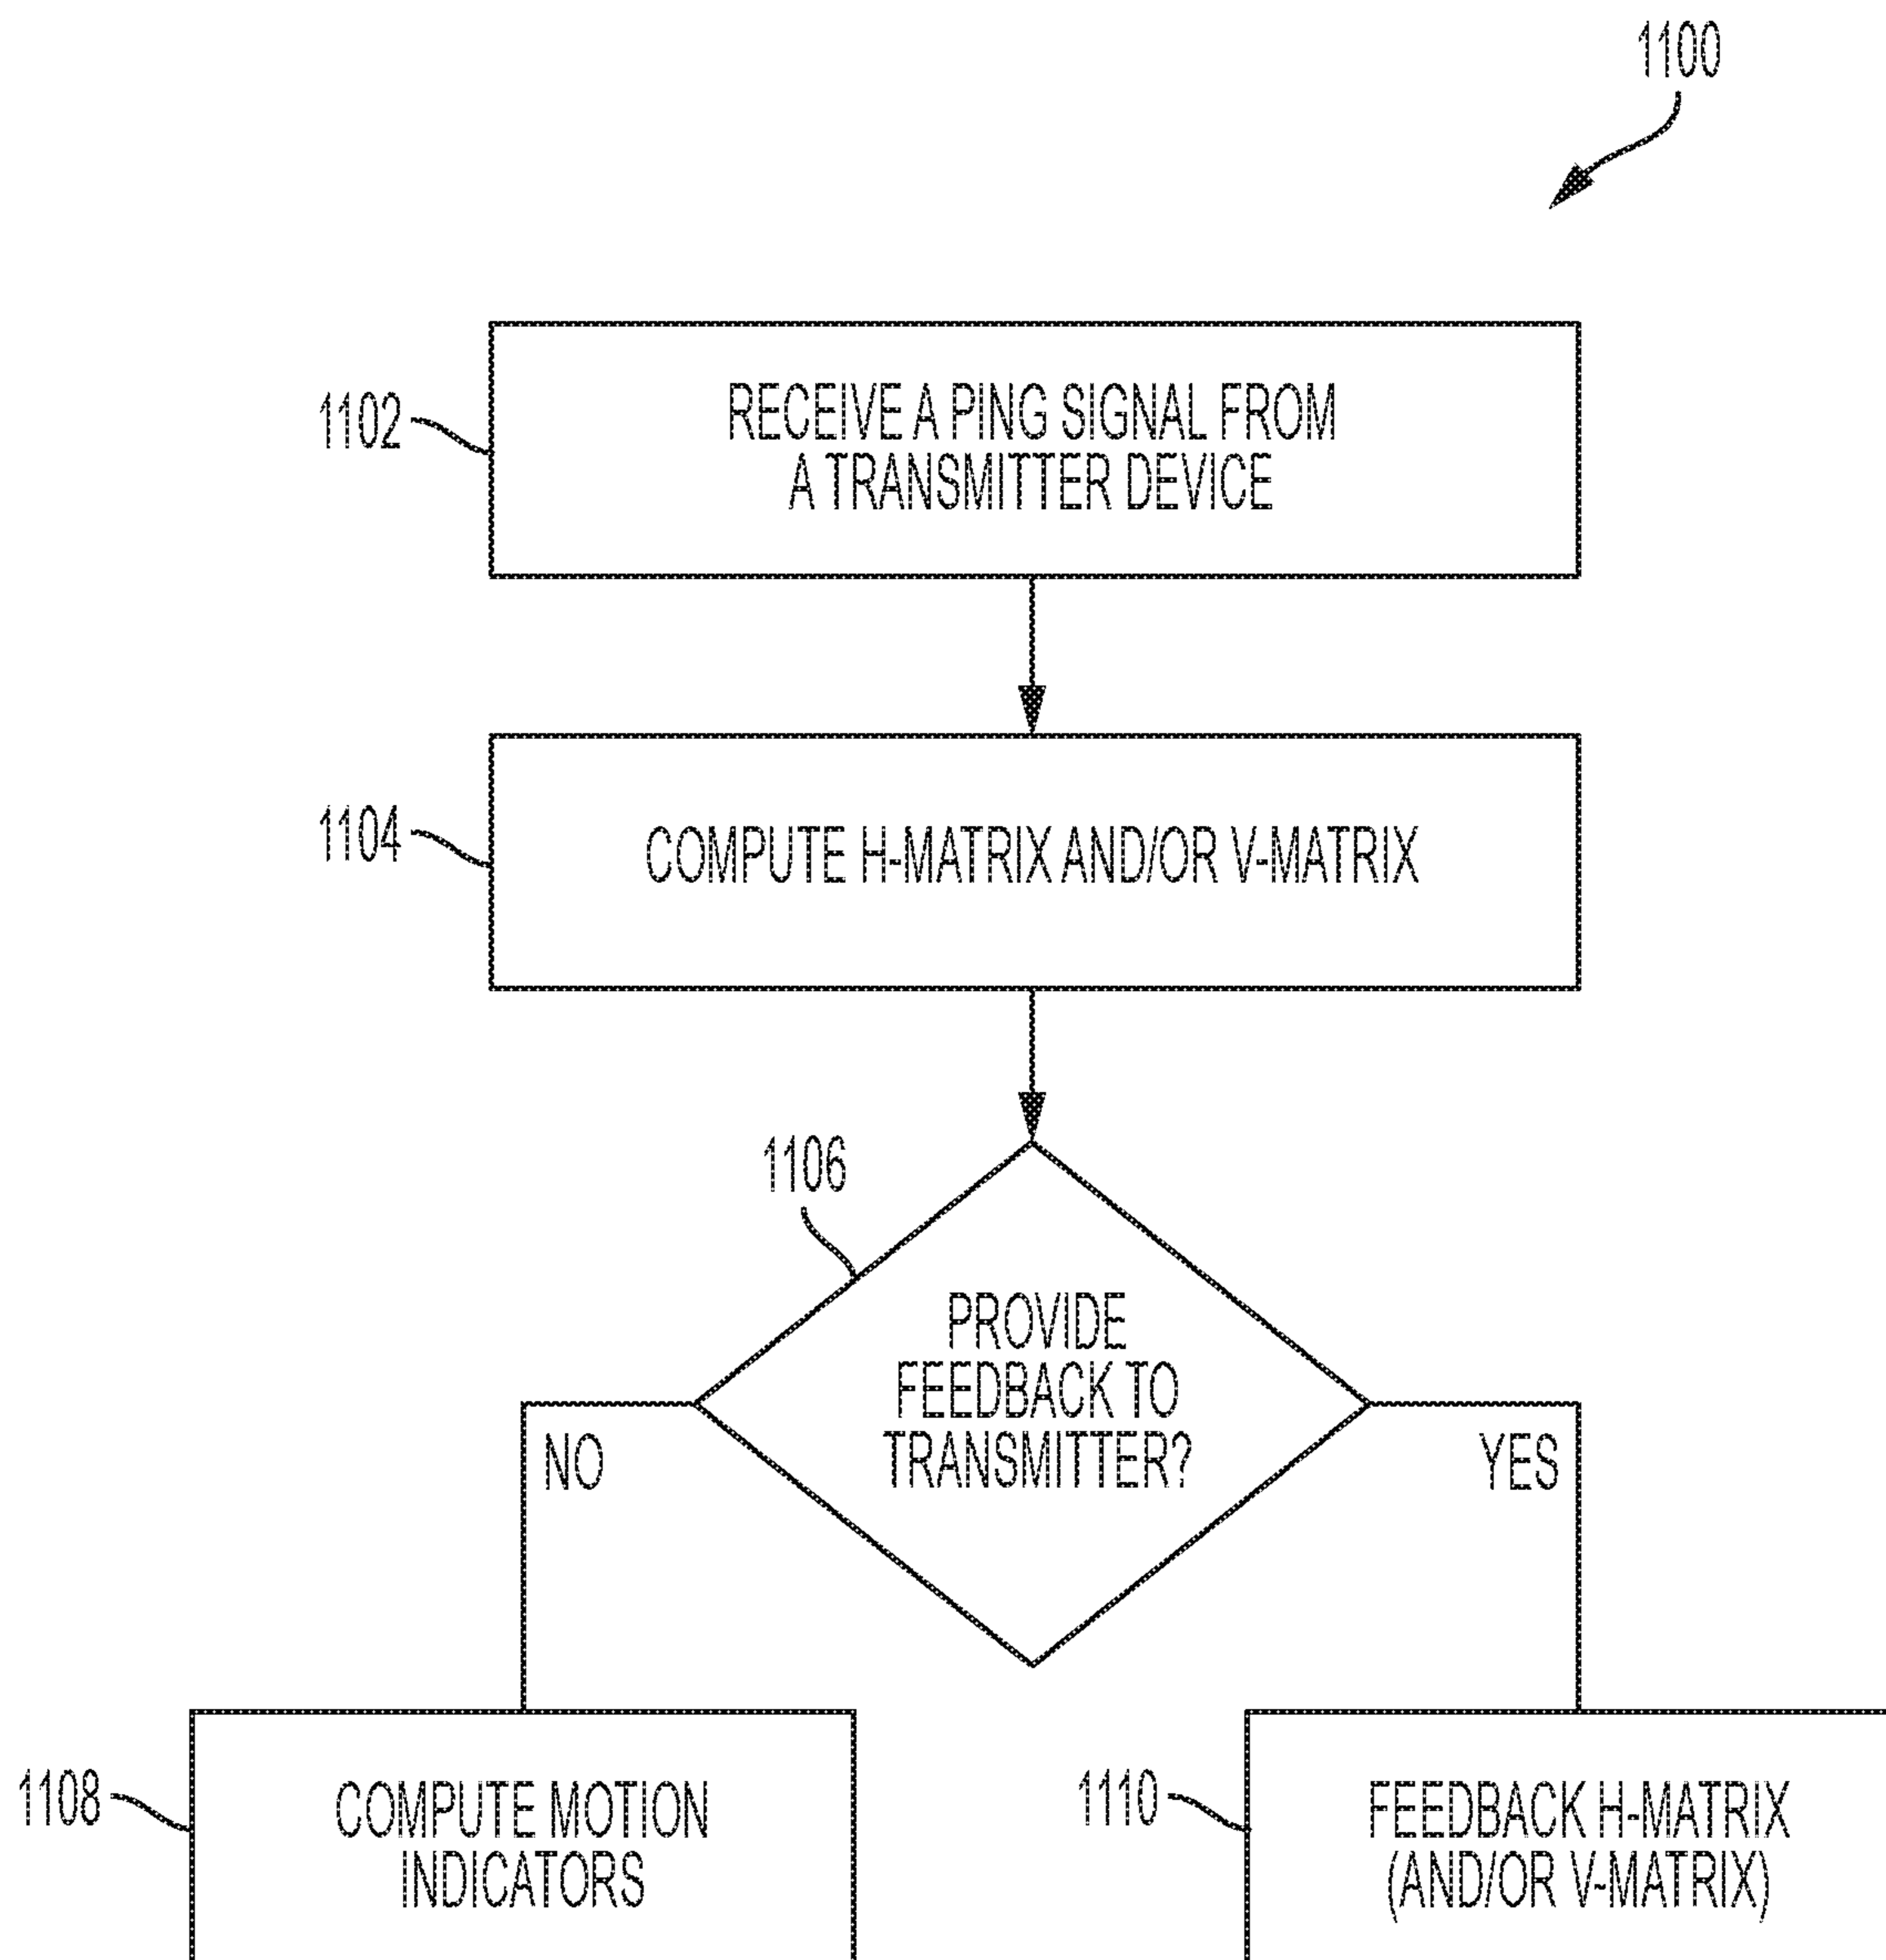 1100
1102
RECEIVE A PING SIGNAL FROM
A TRANSMITTER DEVICE
1104
COMPUTE H-MATRIX AND/OR V-MATRIX
1106
PROVIDE
FEEDBACK TO
TRANSMITTER?
NO
YES
1108
COMPUTE MOTION
INDICATORS
1110
FEEDBACK H-MATRIX
(AND/OR V-MATRIX)